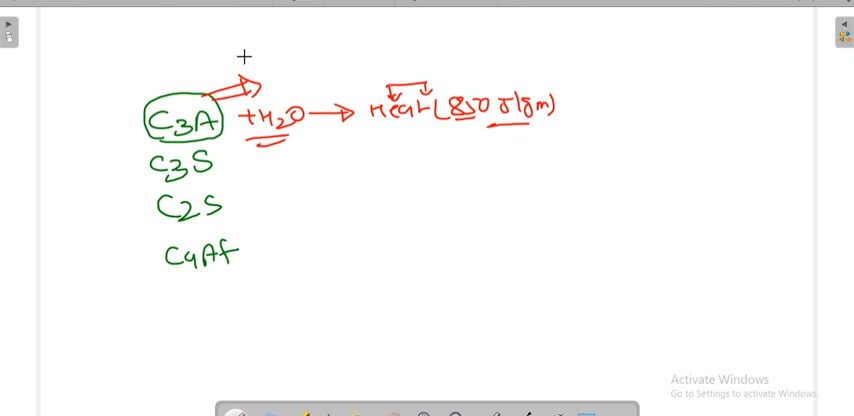 C3A +H2O → Heat (850 J/gm)
C3S
C2S
C4Af
Activate Windows
Go to Settings to activate Windows.